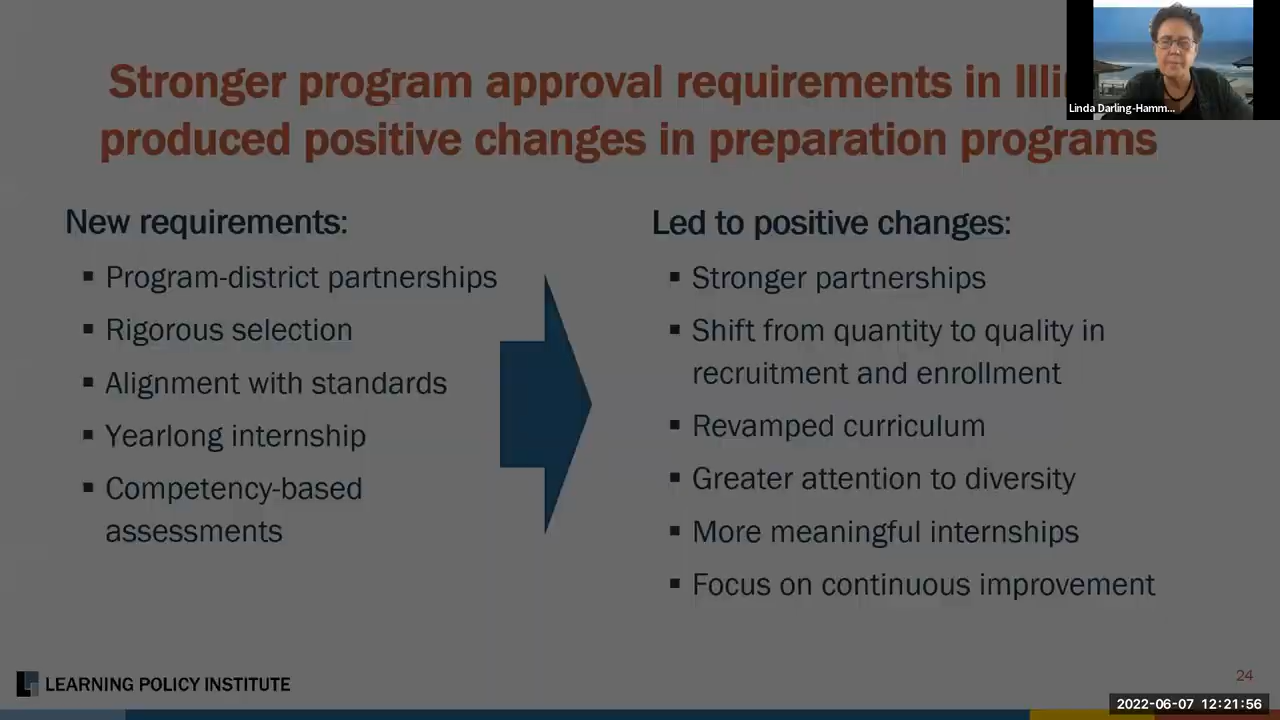 Stronger program approval requirements in Illi
produced positive changes in preparation programs
Linda Darling-Hamm...
New requirements:
▪ Program-district partnerships
▪ Rigorous selection
▪ Alignment with standards
▪ Yearlong internship
▪ Competency-based
assessments
Led to positive changes:
▪ Stronger partnerships
▪ Shift from quantity to quality in
recruitment and enrollment
▪ Revamped curriculum
▪ Greater attention to diversity
▪ More meaningful internships
▪ Focus on continuous improvement
LEARNING POLICY INSTITUTE
24
2022-06-07 12:21:56